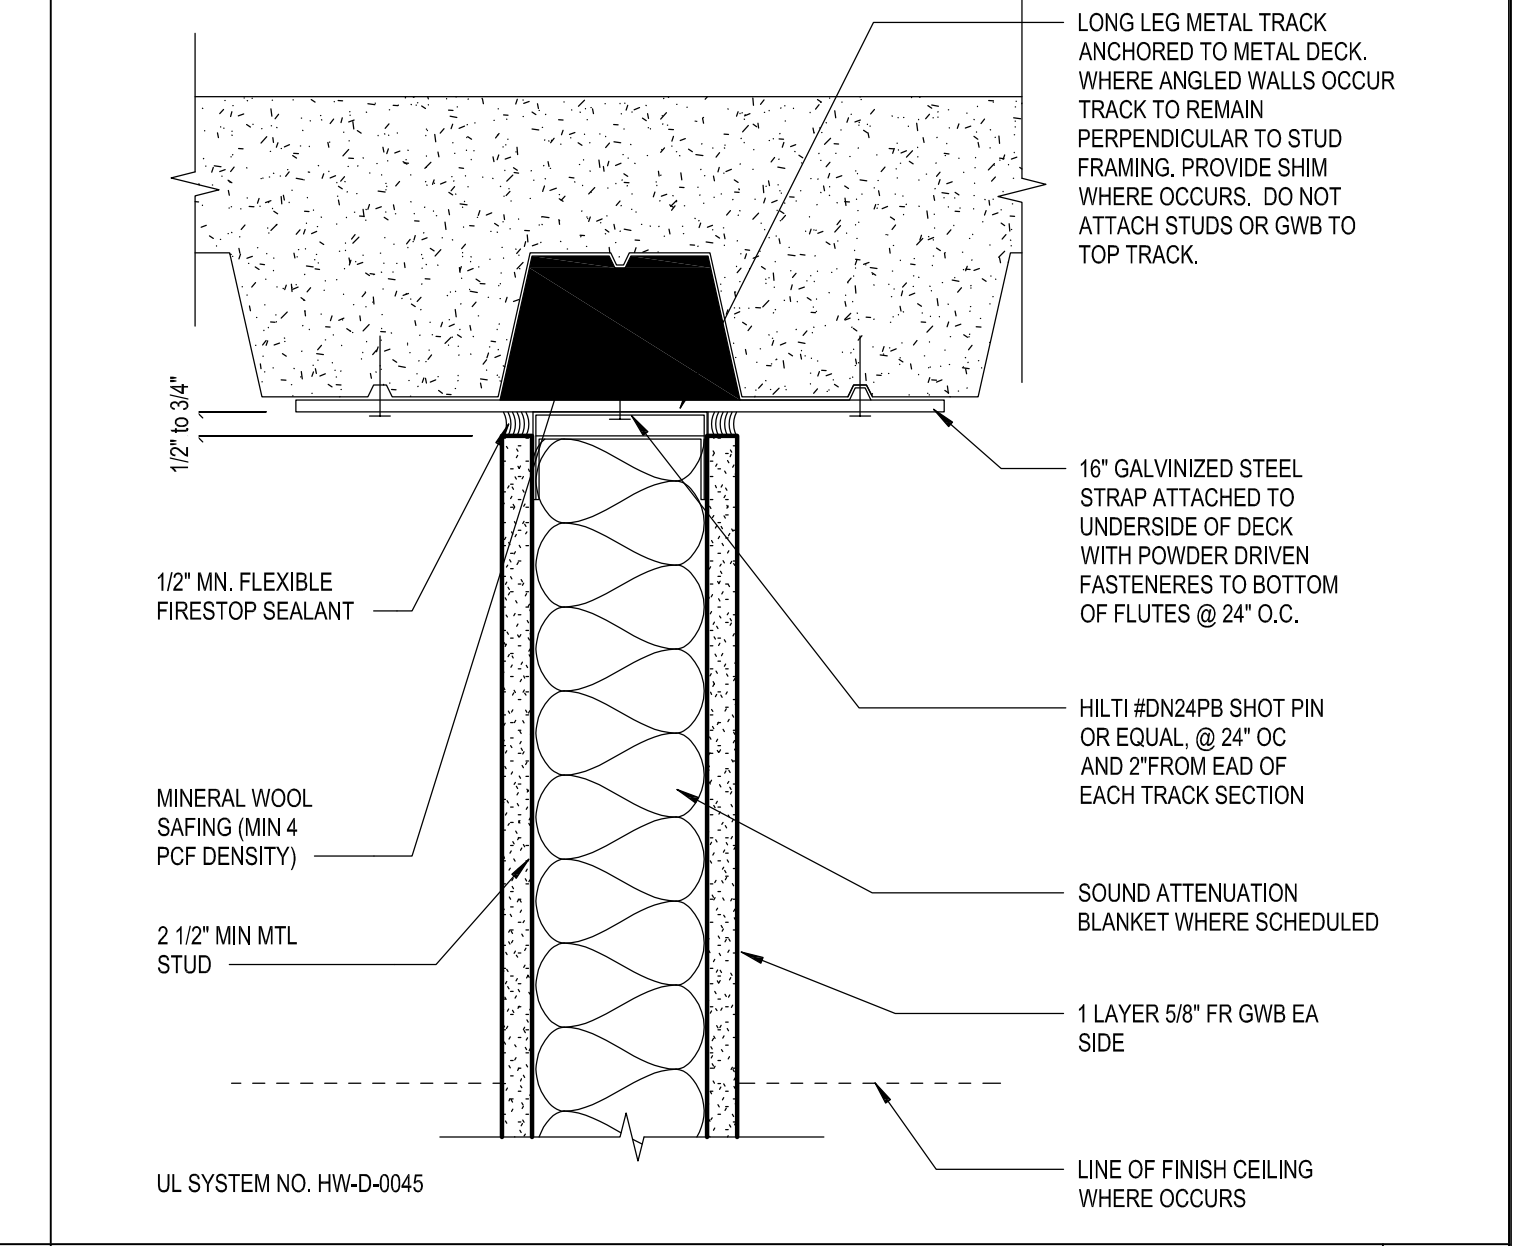 LONG LEG METAL TRACK
ANCHORED TO METAL DECK.
WHERE ANGLED WALLS OCCUR
TRACK TO REMAIN
PERPENDICULAR TO STUD
FRAMING. PROVIDE SHIM
WHERE OCCURS. DO NOT
ATTACH STUDS OR GWB TO
TOP TRACK.
1/2" to 3/4"
16" GALVINIZED STEEL
STRAP ATTACHED TO
UNDERSIDE OF DECK
WITH POWDER DRIVEN
FASTENERES TO BOTTOM
OF FLUTES @ 24" O.C.
1/2" MN. FLEXIBLE
FIRESTOP SEALANT
HILTI #DN24PB SHOT PIN
OR EQUAL, @ 24" OC
AND 2"FROM EAD OF
EACH TRACK SECTION
MINERAL WOOL
SAFING (MIN 4
PCF DENSITY)
SOUND ATTENUATION
BLANKET WHERE SCHEDULED
2 1/2" MIN MTL
STUD
1 LAYER 5/8" FR GWB EA
SIDE
LINE OF FINISH CEILING
WHERE OCCURS
UL SYSTEM NO. HW-D-0045